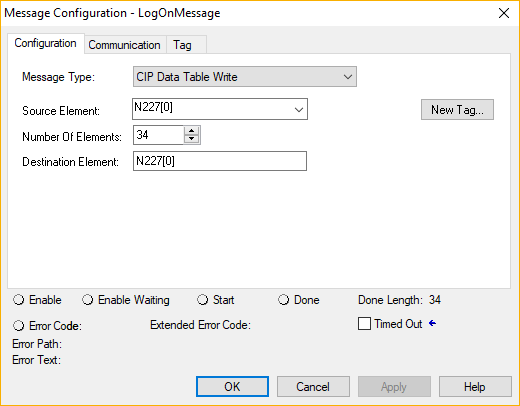 Message Configuration - LogOnMessage
Configuration Communication Tag
Message Type: CIP Data Table Write
Source Element: N227[0] New Tag...
Number Of Elements: 34
Destination Element: N227[0]
Enable Enable Waiting Start Done Done Length: 34
Error Code: Extended Error Code: Timed Out
Error Path:
Error Text:
OK Cancel Apply Help